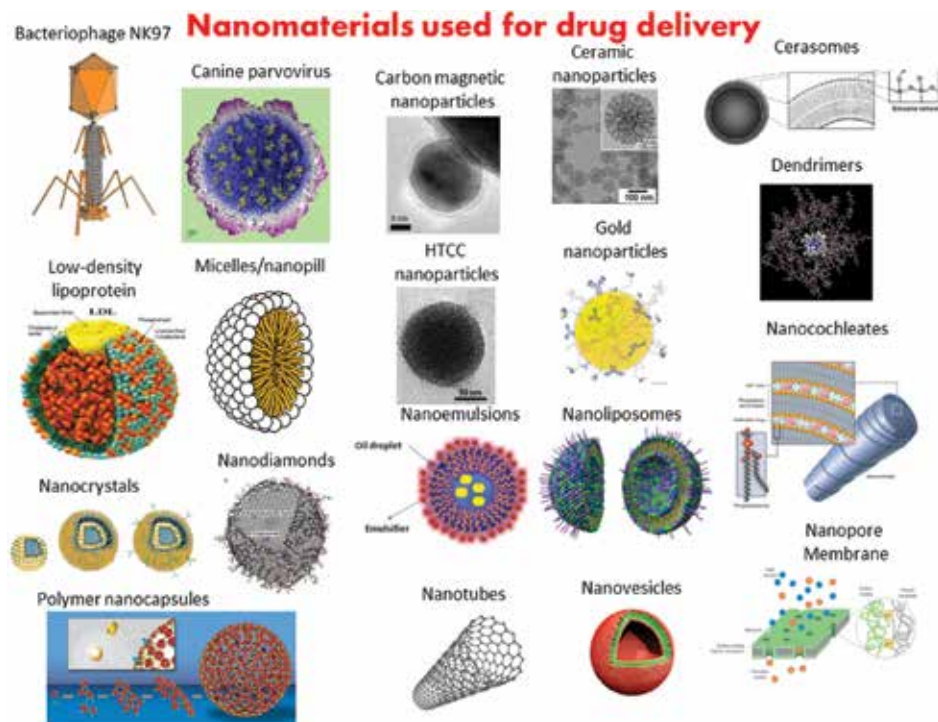 Nanomaterials used for drug delivery
Bacteriophage NK97
Canine parvovirus
Carbon magnetic
nanoparticles
5 nm
Ceramic
nanoparticles
100 nm
Cerasomes
Dendrimers
Low-density
lipoprotein
LDL
Micelles/nanopill
HTCC
nanoparticles
50 nm
Gold
nanoparticles
Nanocochleates
Nanoemulsions
Oil droplet
Emulsifier
Nanoliposomes
Nanocrystals
Nanodiamonds
Nanopore
Membrane
Polymer nanocapsules
Nanotubes
Nanovesicles